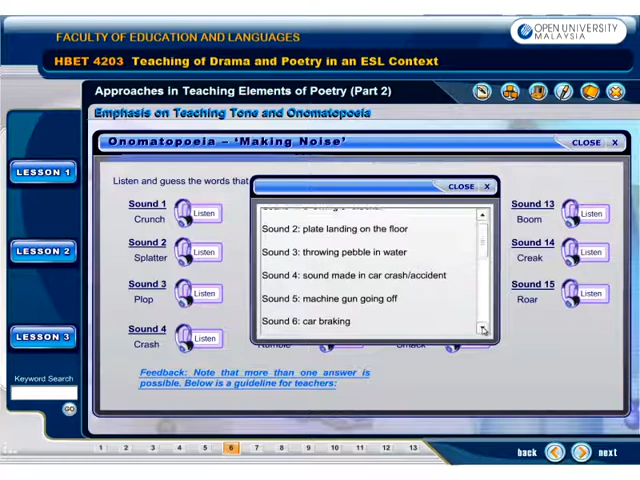 OPEN UNIVERSITY
MALAYSIA
FACULTY OF EDUCATION AND LANGUAGES
HBET 4203 Teaching of Drama and Poetry in an ESL Context
Approaches in Teaching Elements of Poetry (Part 2)
Emphasis on Teaching Tone and Onomatopoeia
Onomatopoeia – 'Making Noise'
CLOSE X
LESSON 1
LESSON 2
LESSON 3
Keyword Search
GO
Listen and guess the words that
Sound 1
Crunch
Listen
Sound 2
Splatter
Listen
Sound 3
Plop
Listen
Sound 4
Crash
Listen
CLOSE X
Sound 2: plate landing on the floor
Sound 3: throwing pebble in water
Sound 4: sound made in car crash/accident
Sound 5: machine gun going off
Sound 6: car braking
Rumble
Smack
Sound 13
Boom
Listen
Sound 14
Creak
Listen
Sound 15
Roar
Listen
Feedback: Note that more than one answer is
possible. Below is a guideline for teachers:
1 2 3 4 5 6 7 8 9 10 11 12 13
back next